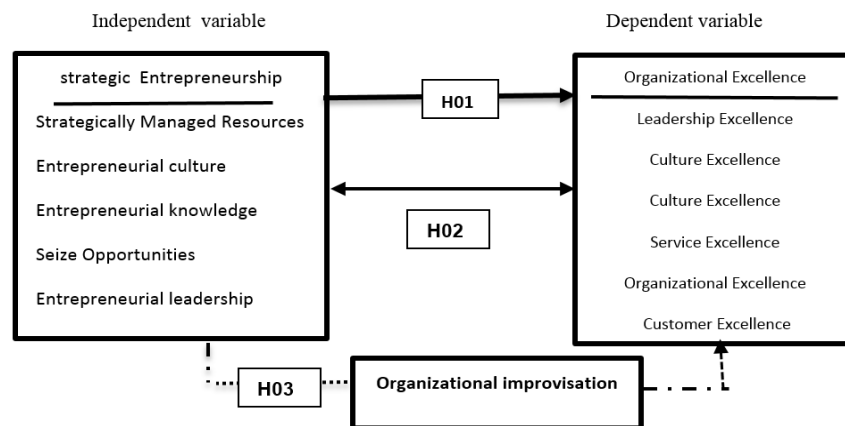 Independent variable
Dependent variable
strategic Entrepreneurship
Strategically Managed Resources
Entrepreneurial culture
Entrepreneurial knowledge
Seize Opportunities
Entrepreneurial leadership
H01
H02
Organizational Excellence
Leadership Excellence
Culture Excellence
Culture Excellence
Service Excellence
Organizational Excellence
Customer Excellence
H03
Organizational improvisation